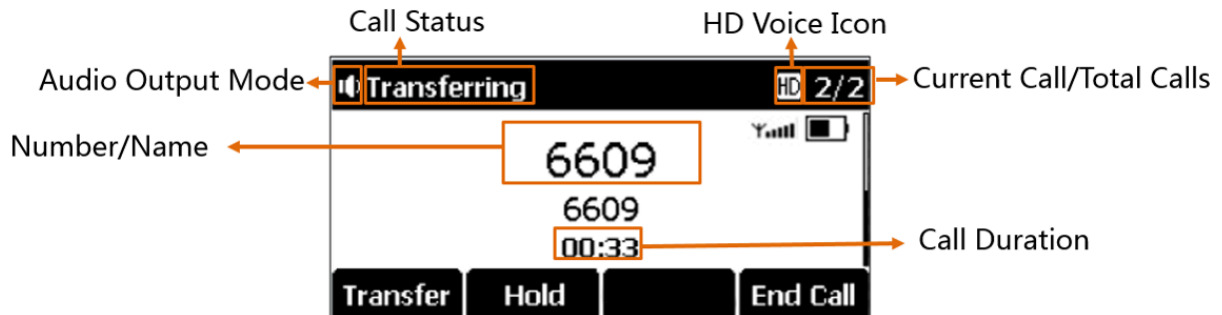 Call Status
HD Voice Icon
Audio Output Mode
Transferring
HD 2/2
Current Call/Total Calls
Number/Name
6609
6609
00:33
Call Duration
Transfer Hold End Call